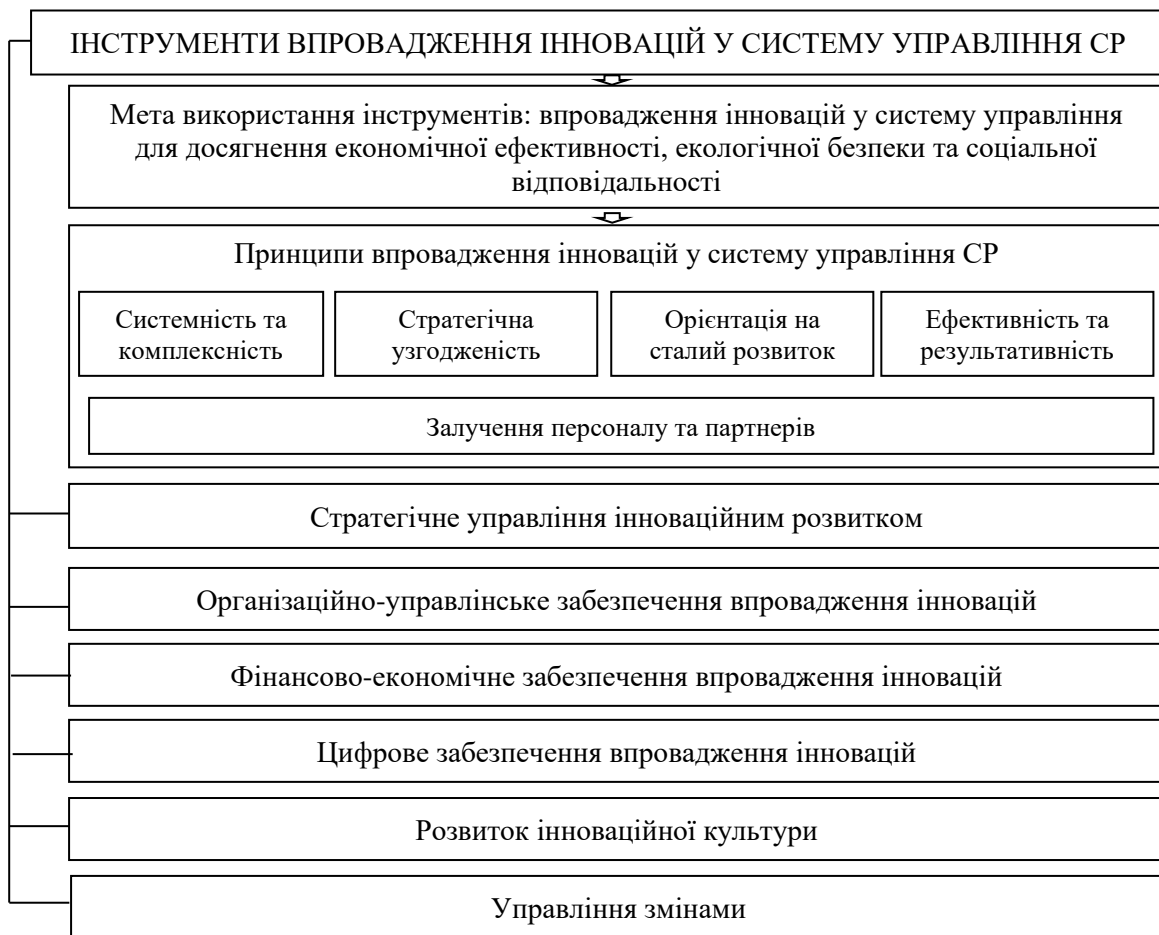 ІНСТРУМЕНТИ ВПРОВАДЖЕННЯ ІННОВАЦІЙ У СИСТЕМУ УПРАВЛІННЯ СР
Мета використання інструментів: впровадження інновацій у систему управління
для досягнення економічної ефективності, екологічної безпеки та соціальної
відповідальності
Принципи впровадження інновацій у систему управління СР
Системність та
комплексність
Стратегічна
узгодженість
Орієнтація на
сталий розвиток
Ефективність та
результативність
Залучення персоналу та партнерів
Стратегічне управління інноваційним розвитком
Організаційно-управлінське забезпечення впровадження інновацій
Фінансово-економічне забезпечення впровадження інновацій
Цифрове забезпечення впровадження інновацій
Розвиток інноваційної культури
Управління змінами